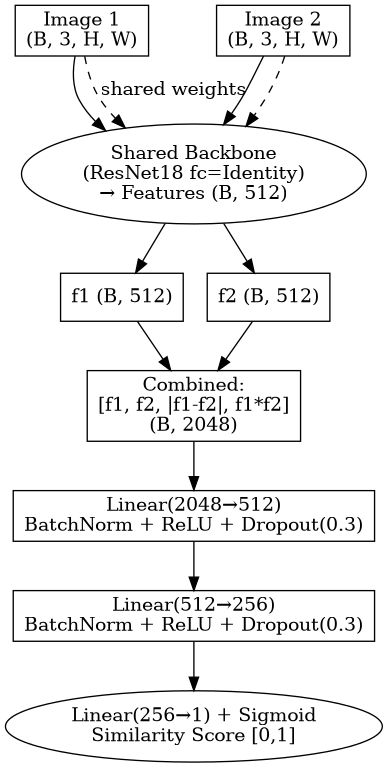 Image 1
(B, 3, H, W)
Image 2
(B, 3, H, W)
shared weights
Shared Backbone
(ResNet18 fc=Identity)
→ Features (B, 512)
f1 (B, 512)
f2 (B, 512)
Combined:
[f1, f2, |f1-f2|, f1*f2]
(B, 2048)
Linear(2048→512)
BatchNorm + ReLU + Dropout(0.3)
Linear(512→256)
BatchNorm + ReLU + Dropout(0.3)
Linear(256→1) + Sigmoid
Similarity Score [0,1]